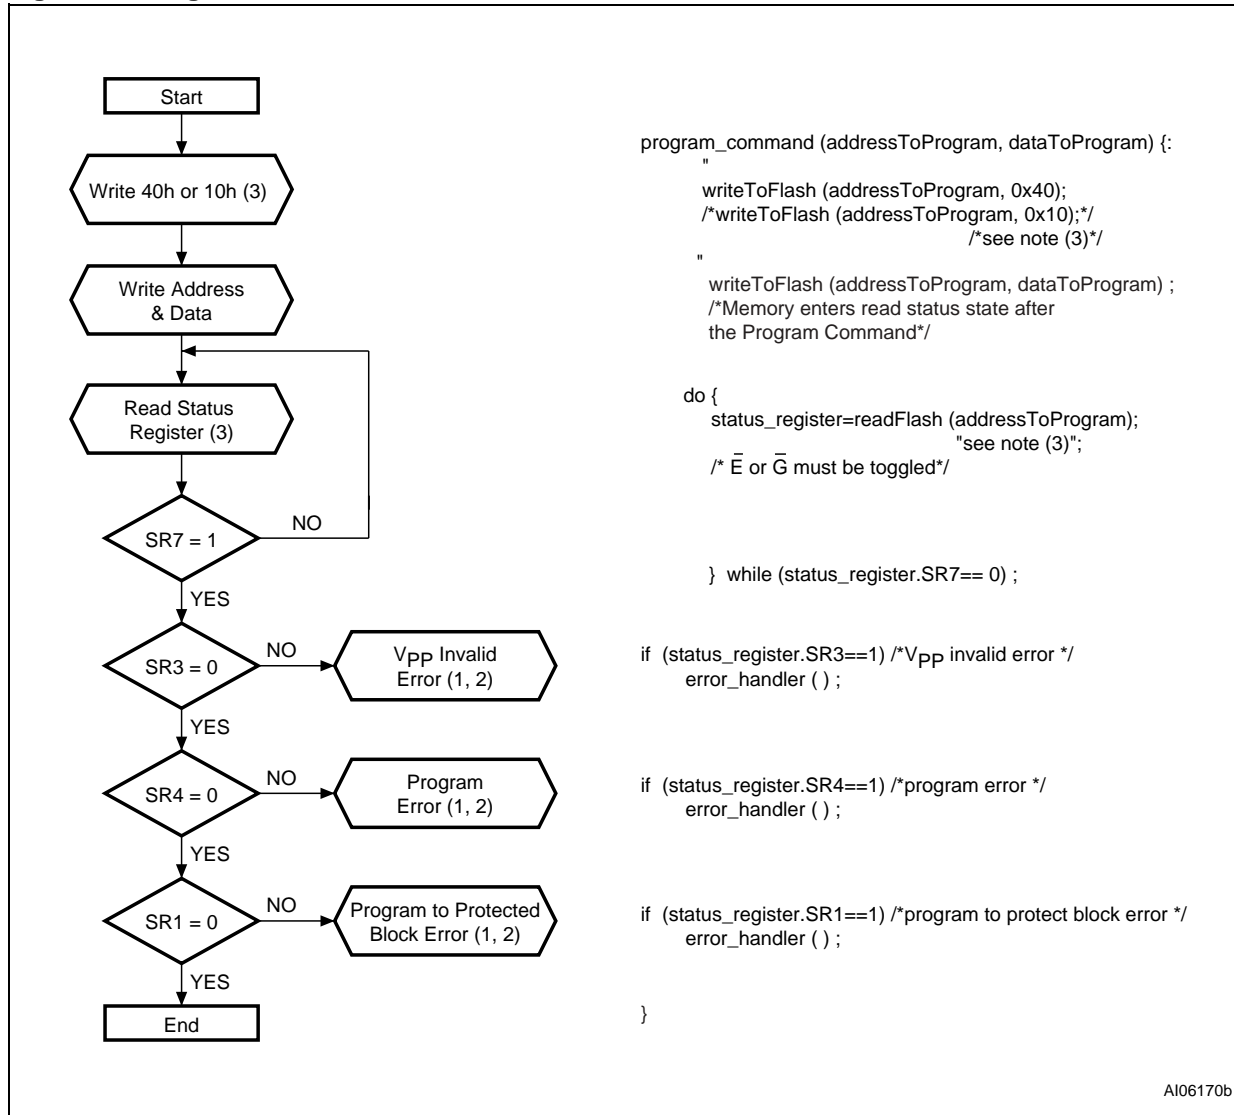 Start
Write 40h or 10h (3)
Write Address
& Data
Read Status
Register (3)
NO
SR7 = 1
YES
NO
SR3 = 0
VPP Invalid
Error (1, 2)
YES
NO
SR4 = 0
Program
Error (1, 2)
YES
NO
SR1 = 0
Program to Protected
Block Error (1, 2)
YES
End
program_command (addressToProgram, dataToProgram) {:
"
writeToFlash (addressToProgram, 0x40);
/*writeToFlash (addressToProgram, 0x10);*/
/*see note (3)*/
"
writeToFlash (addressToProgram, dataToProgram) ;
/*Memory enters read status state after
the Program Command*/
do {
status_register=readFlash (addressToProgram);
"see note (3)";
/* E̅ or G̅ must be toggled*/
} while (status_register.SR7== 0) ;
if (status_register.SR3==1) /*VPP invalid error */
error_handler ( ) ;
if (status_register.SR4==1) /*program error */
error_handler ( ) ;
if (status_register.SR1==1) /*program to protect block error */
error_handler ( ) ;
}
AI06170b